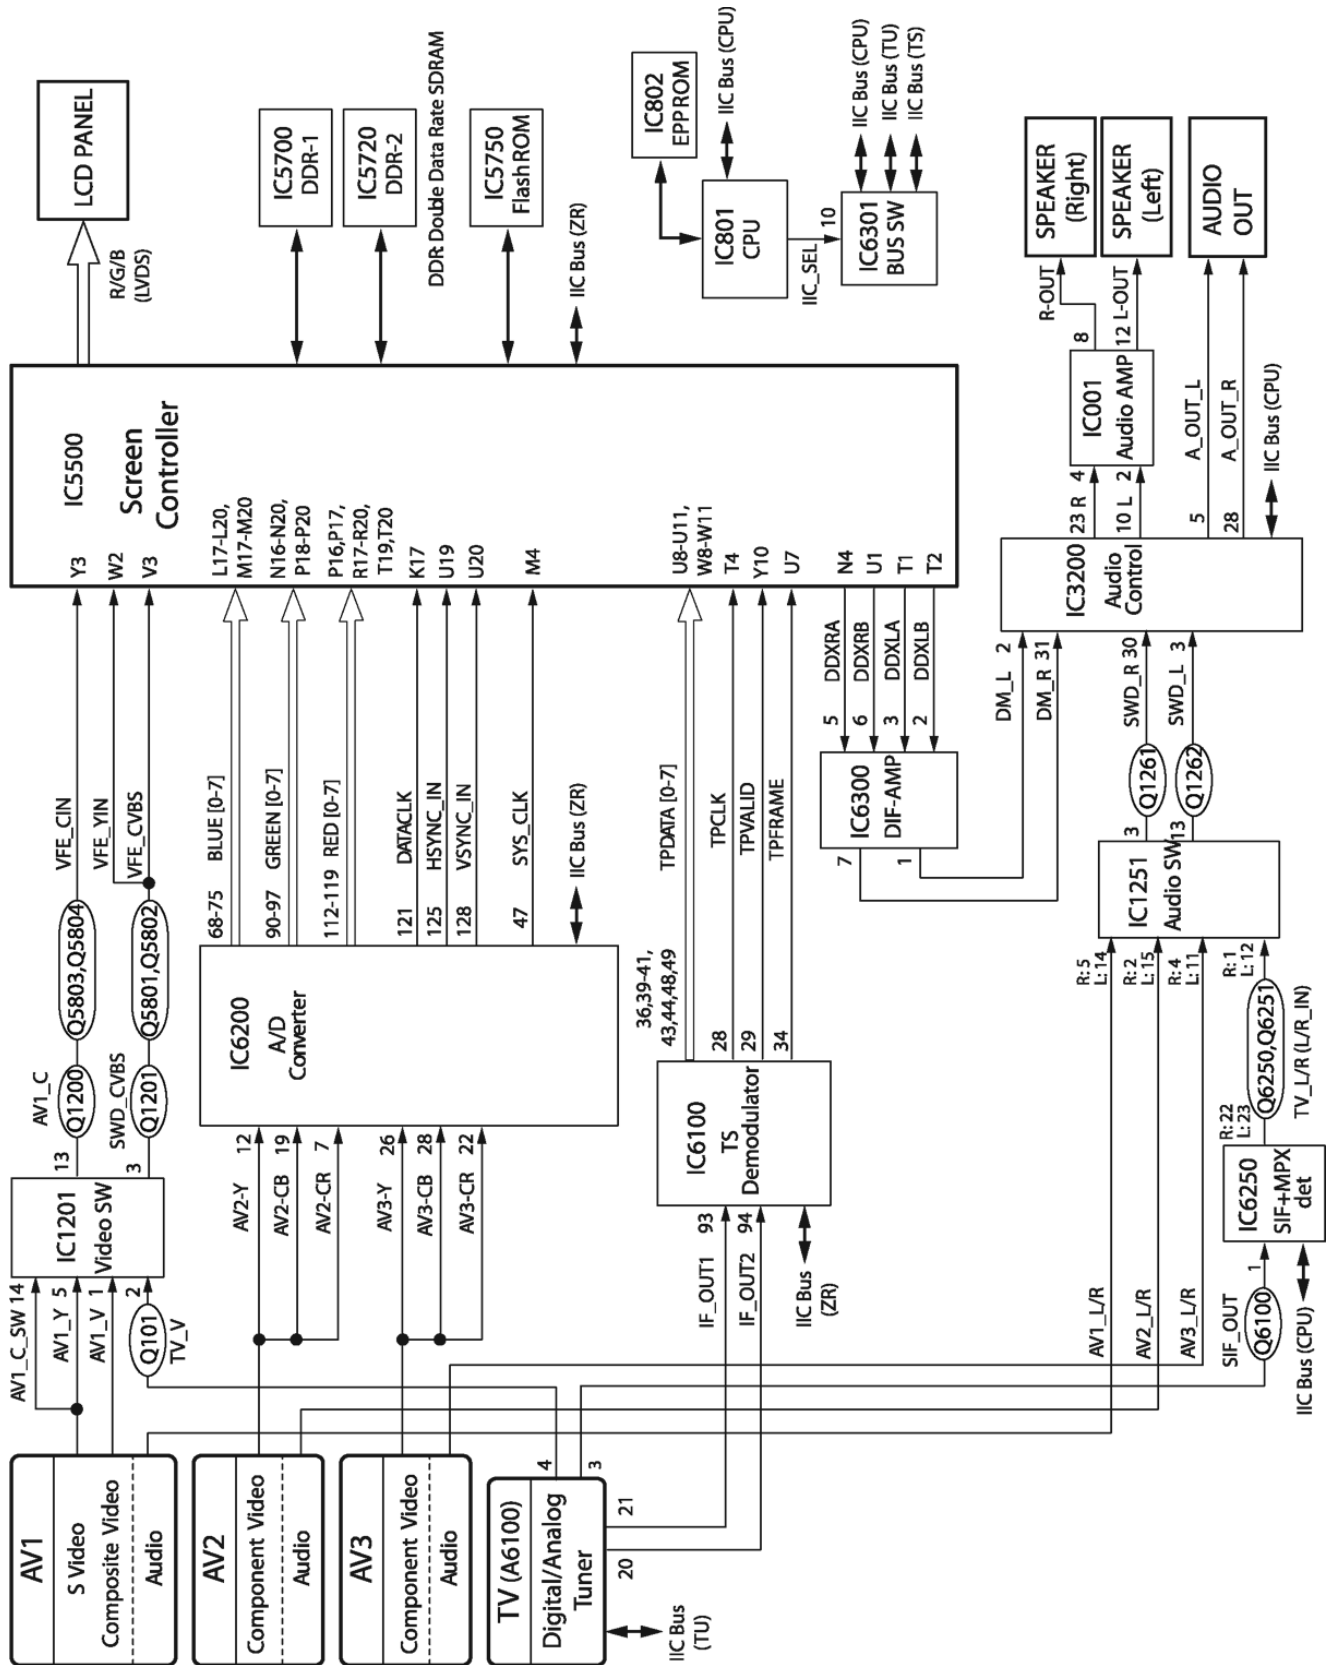 AV1
S Video
Composite Video
Audio
AV2
Component Video
Audio
AV3
Component Video
Audio
TV (A6100)
Digital/Analog
Tuner
4
3
21
20
IIC Bus
(TU)
AV1_C_SW 14
AV1_Y 5
AV1_V 1
2
Q101
TV_V
IC1201
Video SW
13
3
AV1_C
Q1200
SWD_CVBS
Q1201
Q5803,Q5804
Q5801,Q5802
VFE_CIN
VFE_YIN
VFE_CVBS
AV2-Y 12
AV2-CB 19
AV2-CR 7
AV3-Y 26
AV3-CB 28
AV3-CR 22
IC6200
A/D
Converter
68-75 BLUE [0-7]
90-97 GREEN [0-7]
112-119 RED [0-7]
121 DATACLK
125 HSYNC_IN
128 VSYNC_IN
47 SYS_CLK
IIC Bus (ZR)
IF_OUT1 93
IF_OUT2 94
IIC Bus
(ZR)
IC6100
TS
Demodulator
36,39-41,
43,44,48,49
28
29
34
TPDATA [0-7]
TPCLK
TPVALID
TPFRAME
IC5500
Screen
Controller
Y3
W2
V3
L17-L20,
M17-M20
N16-N20,
P18-P20
P16,P17,
R17-R20,
T19,T20
K17
U19
U20
M4
U8-U11,
W8-W11
T4
Y10
U7
N4
U1
T1
T2
R/G/B
(LVDS)
LCD PANEL
IC5700
DDR-1
IC5720
DDR-2
DDR: Double Data Rate SDRAM
IC5750
Flash ROM
IIC Bus (ZR)
IC802
EPPROM
IC801
CPU
IIC Bus (CPU)
IIC_SEL 10
IC6301
BUS SW
IIC Bus (CPU)
IIC Bus (TU)
IIC Bus (TS)
5 DDXRA
6 DDXRB
3 DDXLA
2 DDXLB
IC6300
DIF-AMP
7
1
DM_L 2
DM_R 31
SWD_R 30
SWD_L 3
AV1_L/R
AV2_L/R
AV3_L/R
R: 5
L: 14
R: 2
L: 15
R: 4
L: 11
R: 1
L: 12
SIF_OUT
Q6100
1
IIC Bus (CPU)
IC6250
SIF+MPX
det
R: 22
L: 23
Q6250,Q6251
TV_L/R (L/R_IN)
IC1251
Audio SW
3
13
Q1261
Q1262
IC3200
Audio
Control
23 R 4
10 L 2
5
28
A_OUT_L
A_OUT_R
IIC Bus (CPU)
IC001
Audio AMP
8
R-OUT
12 L-OUT
SPEAKER
(Right)
SPEAKER
(Left)
AUDIO
OUT